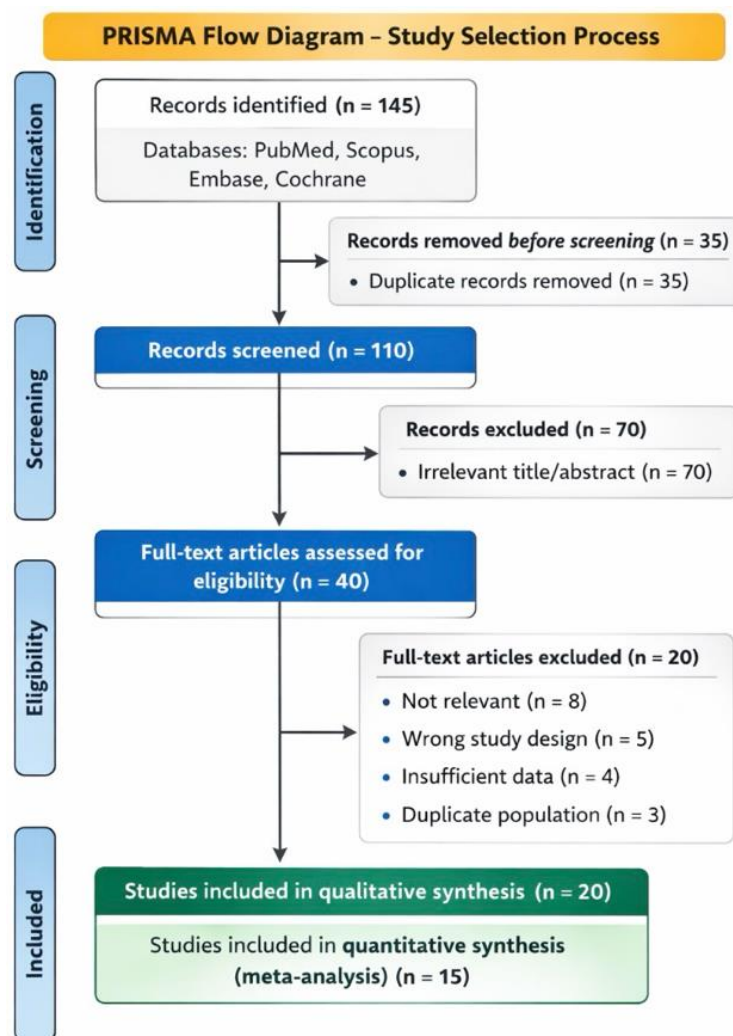 PRISMA Flow Diagram – Study Selection Process
Identification
Records identified (n = 145)
Databases: PubMed, Scopus,
Embase, Cochrane
Records removed before screening (n = 35)
• Duplicate records removed (n = 35)
Screening
Records screened (n = 110)
Records excluded (n = 70)
• Irrelevant title/abstract (n = 70)
Eligibility
Full-text articles assessed for
eligibility (n = 40)
Full-text articles excluded (n = 20)
• Not relevant (n = 8)
• Wrong study design (n = 5)
• Insufficient data (n = 4)
• Duplicate population (n = 3)
Included
Studies included in qualitative synthesis (n = 20)
Studies included in quantitative synthesis
(meta-analysis) (n = 15)